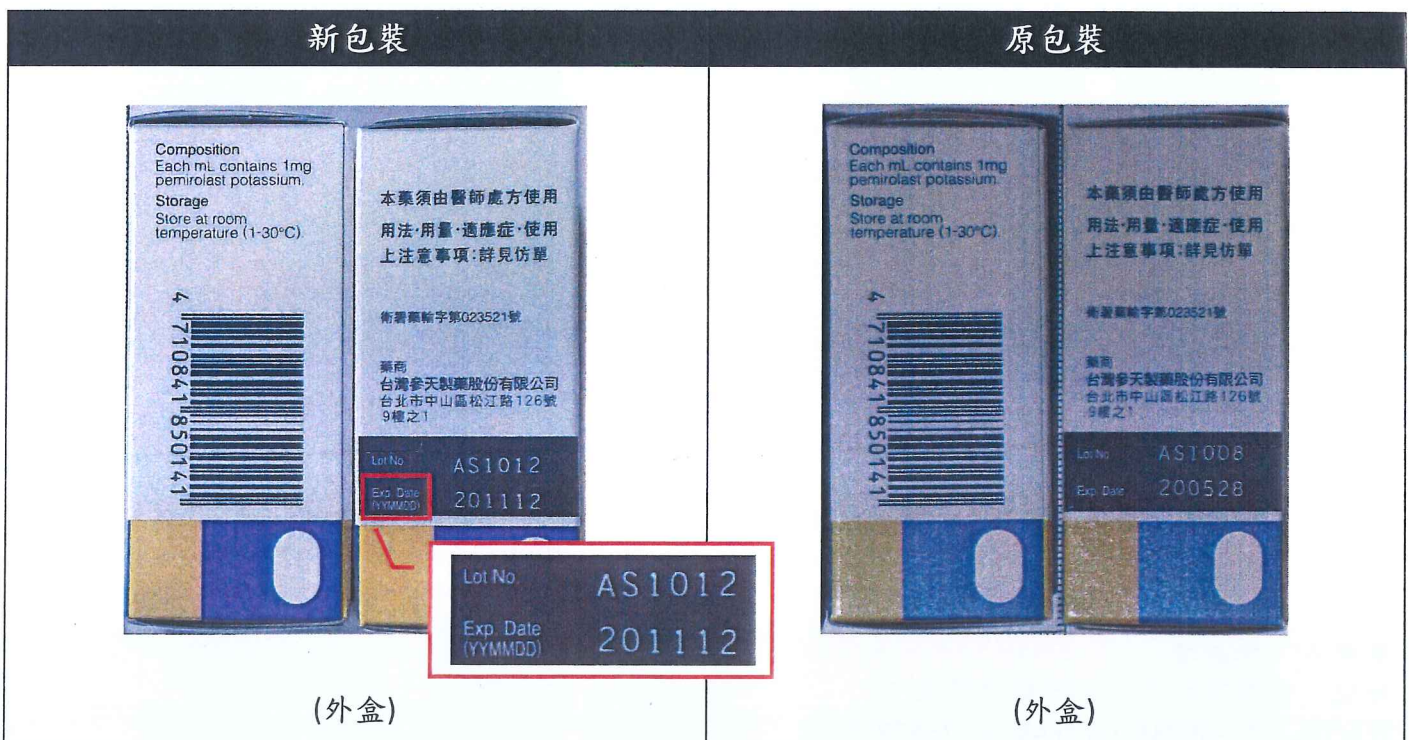 新包裝
原包裝
Composition
Each mL contains 1mg
pemirolast potassium.
Storage
Store at room
temperature (1-30°C).
4 710841 850141
本藥須由醫師處方使用
用法·用量·適應症·使用
上注意事項:詳見仿單
衛署藥輸字第023521號
藥商
台灣參天製藥股份有限公司
台北市中山區松江路126號
9樓之1
Lot No. AS1012
Exp. Date 201112
(YYMMDD)
Lot No. AS1012
Exp. Date 201112
(YYMMDD)
(外盒)
Composition
Each mL contains 1mg
pemirolast potassium.
Storage
Store at room
temperature (1-30°C).
4 710841 850141
本藥須由醫師處方使用
用法·用量·適應症·使用
上注意事項:詳見仿單
衛署藥輸字第023521號
藥商
台灣參天製藥股份有限公司
台北市中山區松江路126號
9樓之1
Lot No. AS1008
Exp. Date 200528
(外盒)